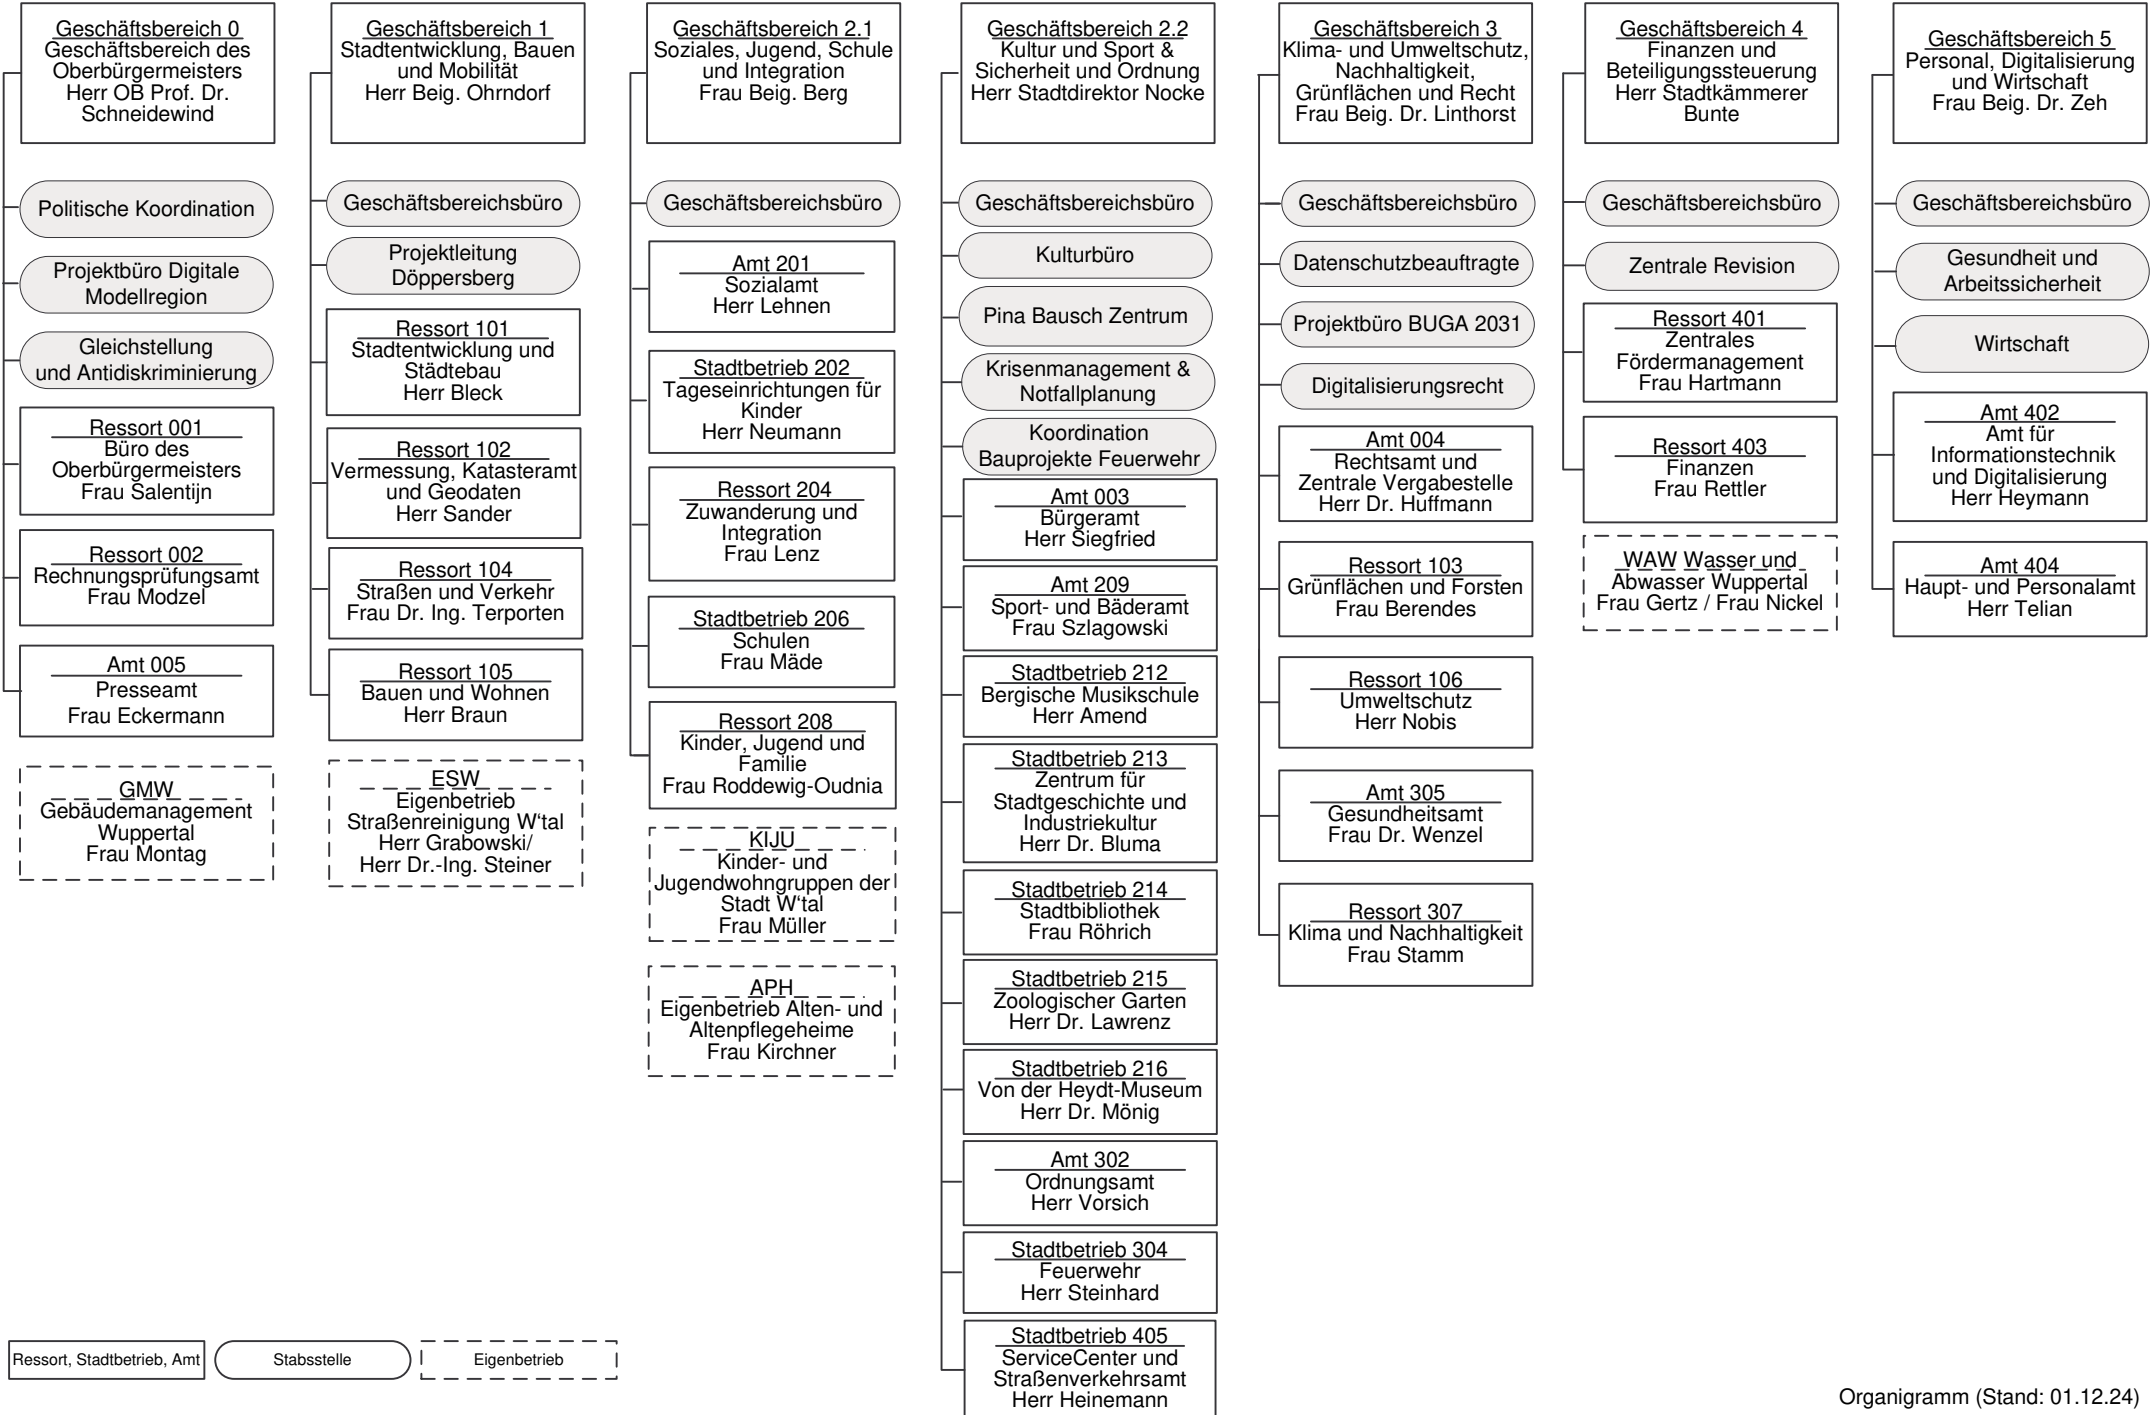 Geschäftsbereich 0
Geschäftsbereich des
Oberbürgermeisters
Herr OB Prof. Dr.
Schneidewind
Politische Koordination
Projektbüro Digitale
Modellregion
Gleichstellung
und Antidiskriminierung
Ressort 001
Büro des
Oberbürgermeisters
Frau Salentijn
Ressort 002
Rechnungsprüfungsamt
Frau Modzel
Amt 005
Presseamt
Frau Eckermann
GMW
Gebäudemanagement
Wuppertal
Frau Montag
Geschäftsbereich 1
Stadtentwicklung, Bauen
und Mobilität
Herr Beig. Ohrndorf
Geschäftsbereichsbüro
Projektleitung
Döppersberg
Ressort 101
Stadtentwicklung und
Städtebau
Herr Bleck
Ressort 102
Vermessung, Katasteramt
und Geodaten
Herr Sander
Ressort 104
Straßen und Verkehr
Frau Dr. Ing. Terporten
Ressort 105
Bauen und Wohnen
Herr Braun
ESW
Eigenbetrieb
Straßenreinigung W‘tal
Herr Grabowski/
Herr Dr.-Ing. Steiner
Geschäftsbereich 2.1
Soziales, Jugend, Schule
und Integration
Frau Beig. Berg
Geschäftsbereichsbüro
Amt 201
Sozialamt
Herr Lehnen
Stadtbetrieb 202
Tageseinrichtungen für
Kinder
Herr Neumann
Ressort 204
Zuwanderung und
Integration
Frau Lenz
Stadtbetrieb 206
Schulen
Frau Mäde
Ressort 208
Kinder, Jugend und
Familie
Frau Roddewig-Oudnia
KIJU
Kinder- und
Jugendwohngruppen der
Stadt W‘tal
Frau Müller
APH
Eigenbetrieb Alten- und
Altenpflegeheime
Frau Kirchner
Geschäftsbereich 2.2
Kultur und Sport &
Sicherheit und Ordnung
Herr Stadtdirektor Nocke
Geschäftsbereichsbüro
Kulturbüro
Pina Bausch Zentrum
Krisenmanagement &
Notfallplanung
Koordination
Bauprojekte Feuerwehr
Amt 003
Bürgeramt
Herr Siegfried
Amt 209
Sport- und Bäderamt
Frau Szlagowski
Stadtbetrieb 212
Bergische Musikschule
Herr Amend
Stadtbetrieb 213
Zentrum für
Stadtgeschichte und
Industriekultur
Herr Dr. Bluma
Stadtbetrieb 214
Stadtbibliothek
Frau Röhrich
Stadtbetrieb 215
Zoologischer Garten
Herr Dr. Lawrenz
Stadtbetrieb 216
Von der Heydt-Museum
Herr Dr. Mönig
Amt 302
Ordnungsamt
Herr Vorsich
Stadtbetrieb 304
Feuerwehr
Herr Steinhard
Stadtbetrieb 405
ServiceCenter und
Straßenverkehrsamt
Herr Heinemann
Geschäftsbereich 3
Klima- und Umweltschutz,
Nachhaltigkeit,
Grünflächen und Recht
Frau Beig. Dr. Linthorst
Geschäftsbereichsbüro
Datenschutzbeauftragte
Projektbüro BUGA 2031
Digitalisierungsrecht
Amt 004
Rechtsamt und
Zentrale Vergabestelle
Herr Dr. Huffmann
Ressort 103
Grünflächen und Forsten
Frau Berendes
Ressort 106
Umweltschutz
Herr Nobis
Amt 305
Gesundheitsamt
Frau Dr. Wenzel
Ressort 307
Klima und Nachhaltigkeit
Frau Stamm
Geschäftsbereich 4
Finanzen und
Beteiligungssteuerung
Herr Stadtkämmerer
Bunte
Geschäftsbereichsbüro
Zentrale Revision
Ressort 401
Zentrales
Fördermanagement
Frau Hartmann
Ressort 403
Finanzen
Frau Rettler
WAW Wasser und
Abwasser Wuppertal
Frau Gertz / Frau Nickel
Geschäftsbereich 5
Personal, Digitalisierung
und Wirtschaft
Frau Beig. Dr. Zeh
Geschäftsbereichsbüro
Gesundheit und
Arbeitssicherheit
Wirtschaft
Amt 402
Amt für
Informationstechnik
und Digitalisierung
Herr Heymann
Amt 404
Haupt- und Personalamt
Herr Telian
Ressort, Stadtbetrieb, Amt
Stabsstelle
Eigenbetrieb
Organigramm (Stand: 01.12.24)